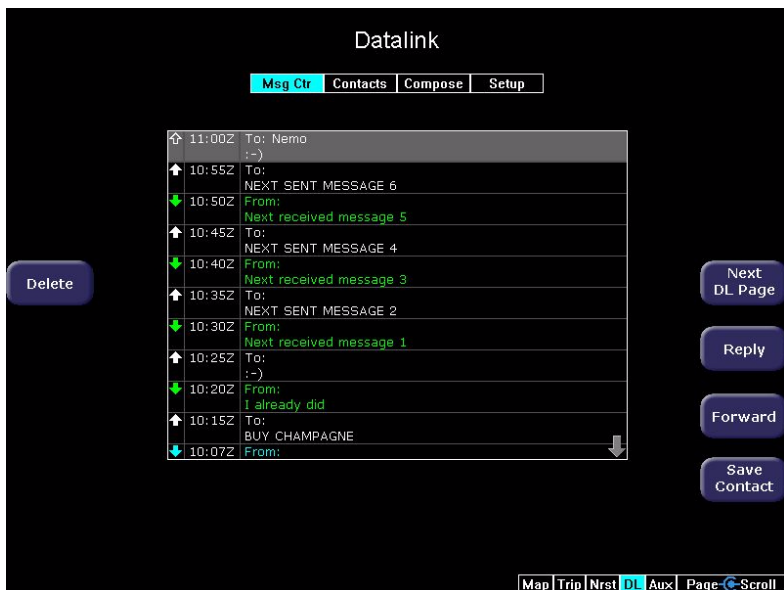 Datalink
Msg Ctr Contacts Compose Setup
11:00Z To: Nemo
:-)
10:55Z To:
NEXT SENT MESSAGE 6
10:50Z From:
Next received message 5
10:45Z To:
NEXT SENT MESSAGE 4
10:40Z From:
Next received message 3
10:35Z To:
NEXT SENT MESSAGE 2
10:30Z From:
Next received message 1
10:25Z To:
:-)
10:20Z From:
I already did
10:15Z To:
BUY CHAMPAGNE
10:07Z From:
Delete
Next
DL Page
Reply
Forward
Save
Contact
Map Trip Nrst DL Aux Page Scroll